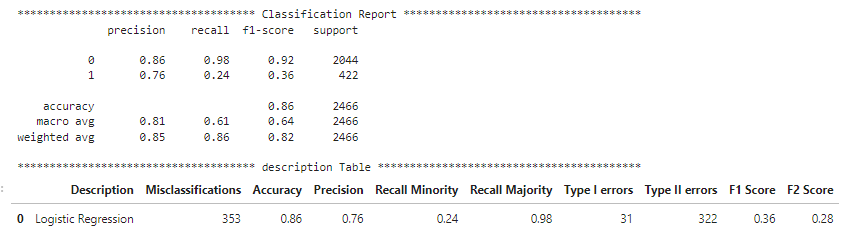 ************************************* Classification Report *************************************
precision recall f1-score support
0 0.86 0.98 0.92 2044
1 0.76 0.24 0.36 422
accuracy 0.86 2466
macro avg 0.81 0.61 0.64 2466
weighted avg 0.85 0.86 0.82 2466
************************************* description Table *****************************************
Description Misclassifications Accuracy Precision Recall Minority Recall Majority Type I errors Type II errors F1 Score F2 Score
0 Logistic Regression 353 0.86 0.76 0.24 0.98 31 322 0.36 0.28